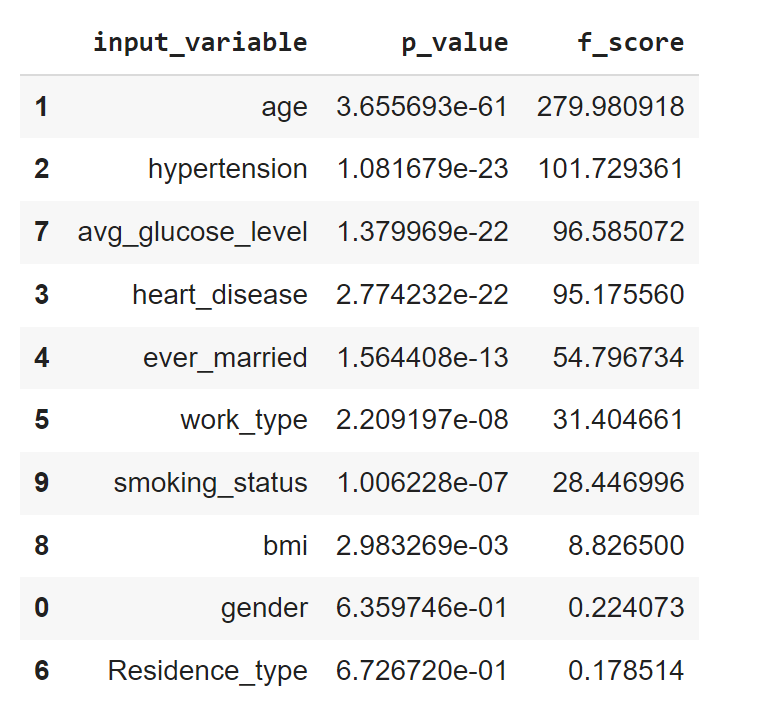 input_variable p_value f_score
1 age 3.655693e-61 279.980918
2 hypertension 1.081679e-23 101.729361
7 avg_glucose_level 1.379969e-22 96.585072
3 heart_disease 2.774232e-22 95.175560
4 ever_married 1.564408e-13 54.796734
5 work_type 2.209197e-08 31.404661
9 smoking_status 1.006228e-07 28.446996
8 bmi 2.983269e-03 8.826500
0 gender 6.359746e-01 0.224073
6 Residence_type 6.726720e-01 0.178514